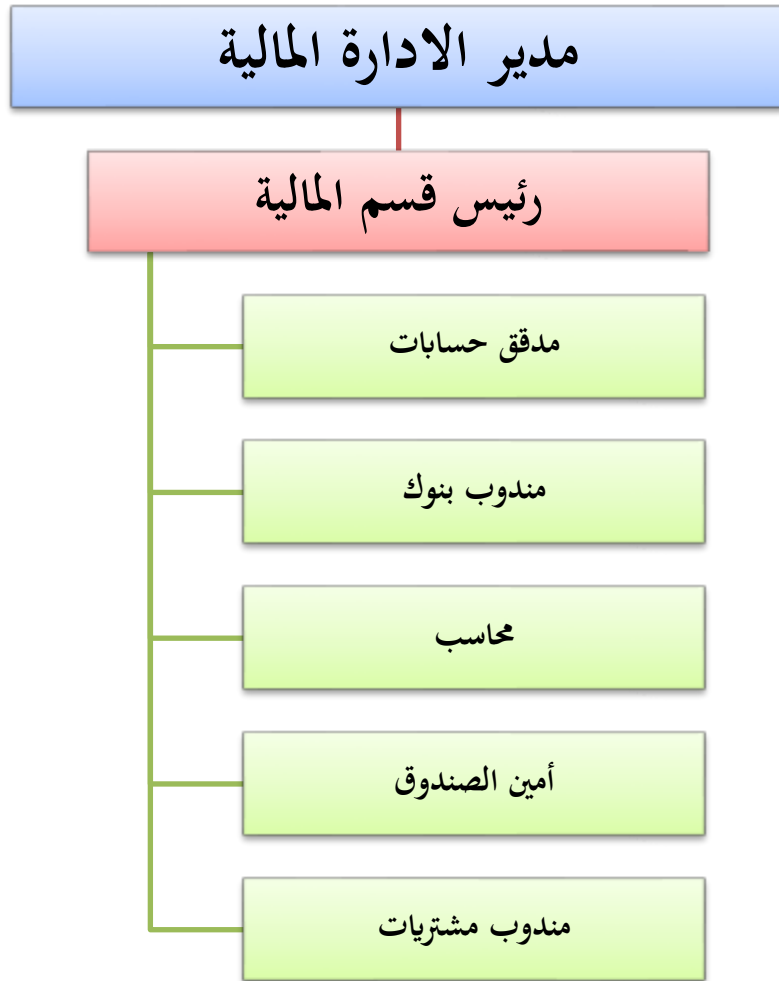 مدير الادارة المالية
رئيس قسم المالية
مدقق حسابات
مندوب بنوك
محاسب
أمين الصندوق
مندوب مشتريات